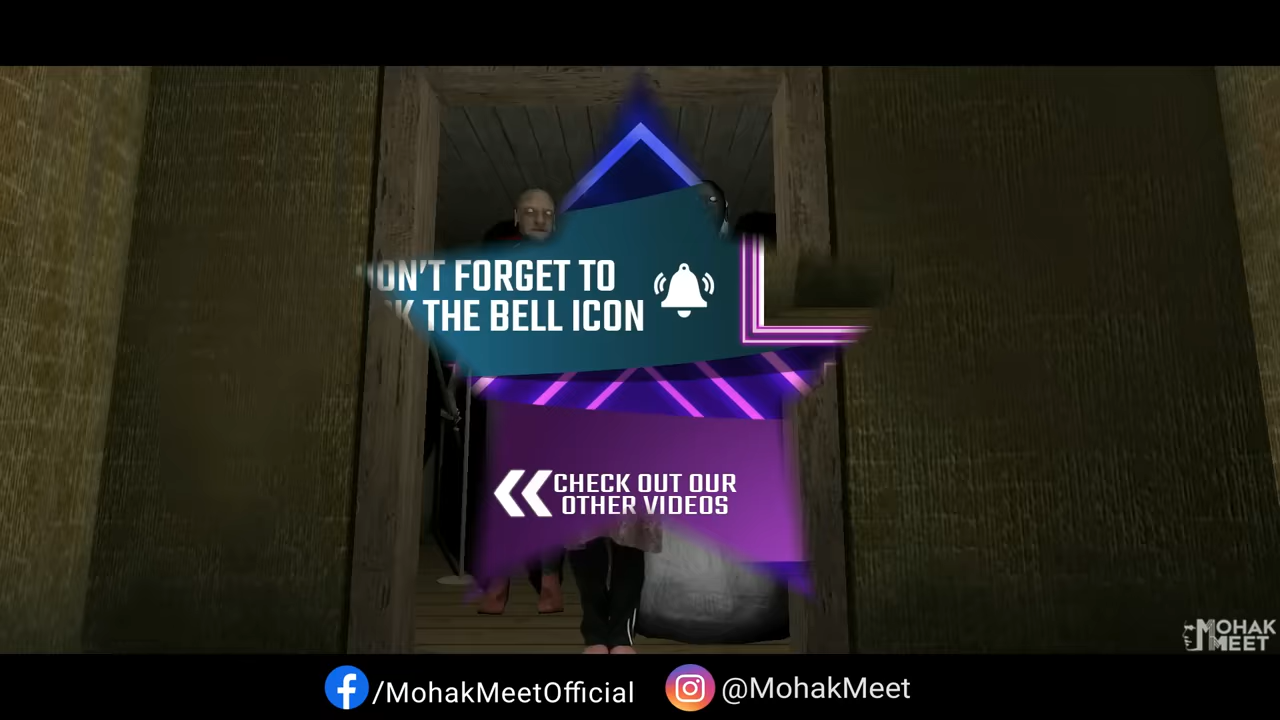 ON'T FORGET TO
K THE BELL ICON
CHECK OUT OUR
OTHER VIDEOS
MOHAK
MEET
/MohakMeetOfficial @MohakMeet